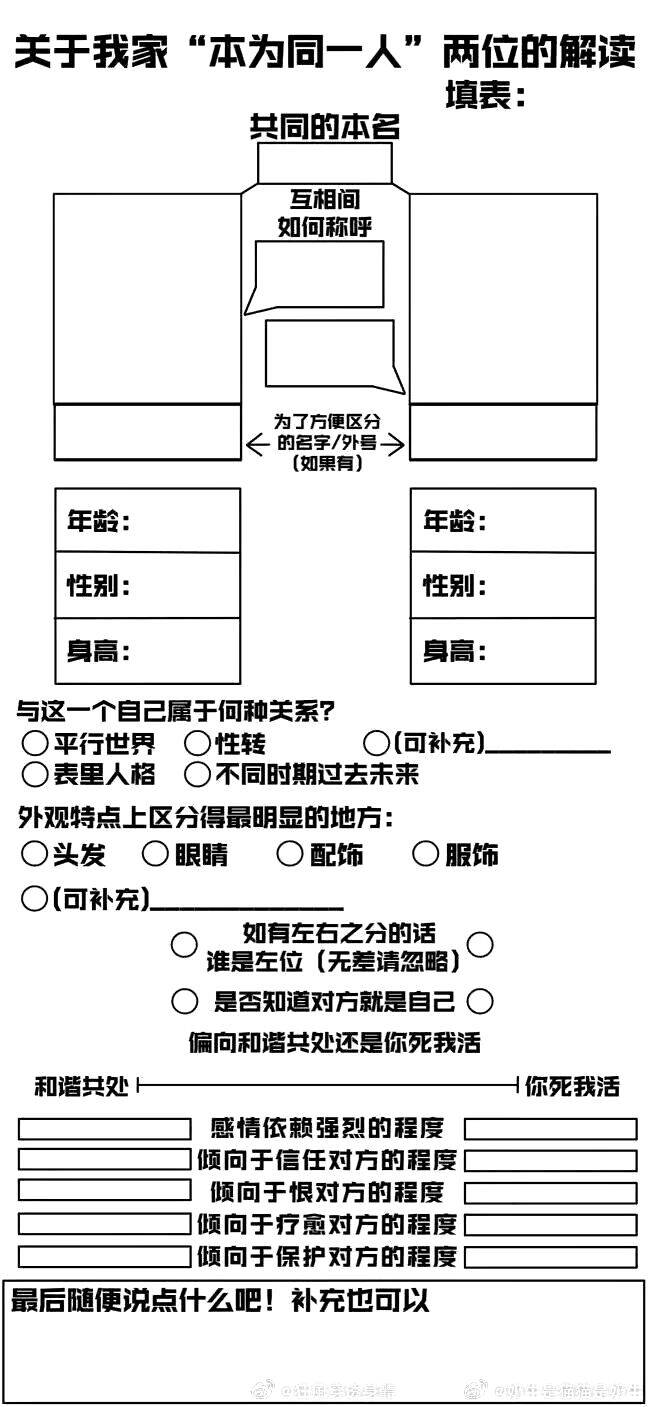 关于我家“本为同一人”两位的解读
填表：
共同的本名
互相间
如何称呼
为了方便区分
的名字/外号
（如果有）
年龄：
年龄：
性别：
性别：
身高：
身高：
与这一个自己属于何种关系？
平行世界 性转 (可补充)__________
表里人格 不同时期过去未来
外观特点上区分得最明显的地方：
头发 眼睛 配饰 服饰
(可补充)_______________
如有左右之分的话
谁是左位（无差请忽略）
是否知道对方就是自己
偏向和谐共处还是你死我活
和谐共处 你死我活
感情依赖强烈的程度
倾向于信任对方的程度
倾向于恨对方的程度
倾向于疗愈对方的程度
倾向于保护对方的程度
最后随便说点什么吧！补充也可以